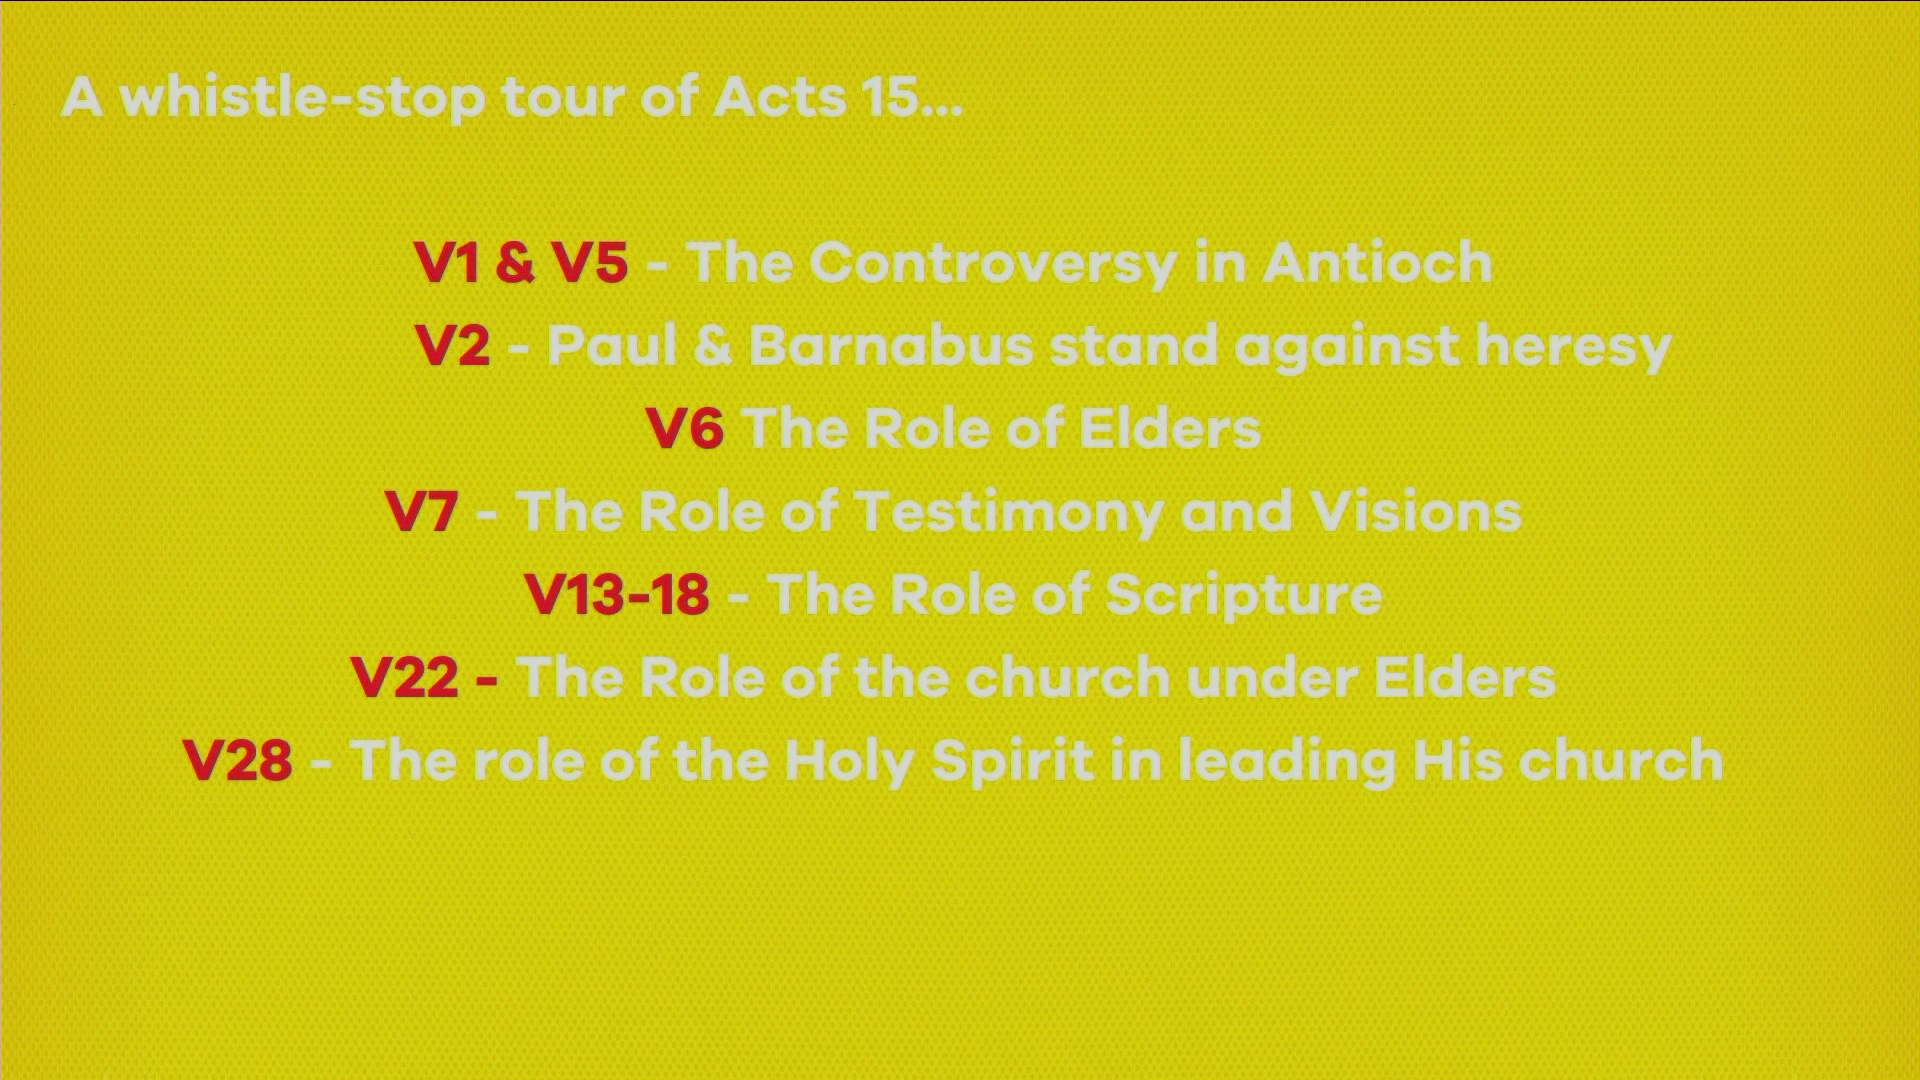 A whistle-stop tour of Acts 15...
V1 & V5 - The Controversy in Antioch
V2 - Paul & Barnabus stand against heresy
V6 The Role of Elders
V7 - The Role of Testimony and Visions
V13-18 - The Role of Scripture
V22 - The Role of the church under Elders
V28 - The role of the Holy Spirit in leading His church